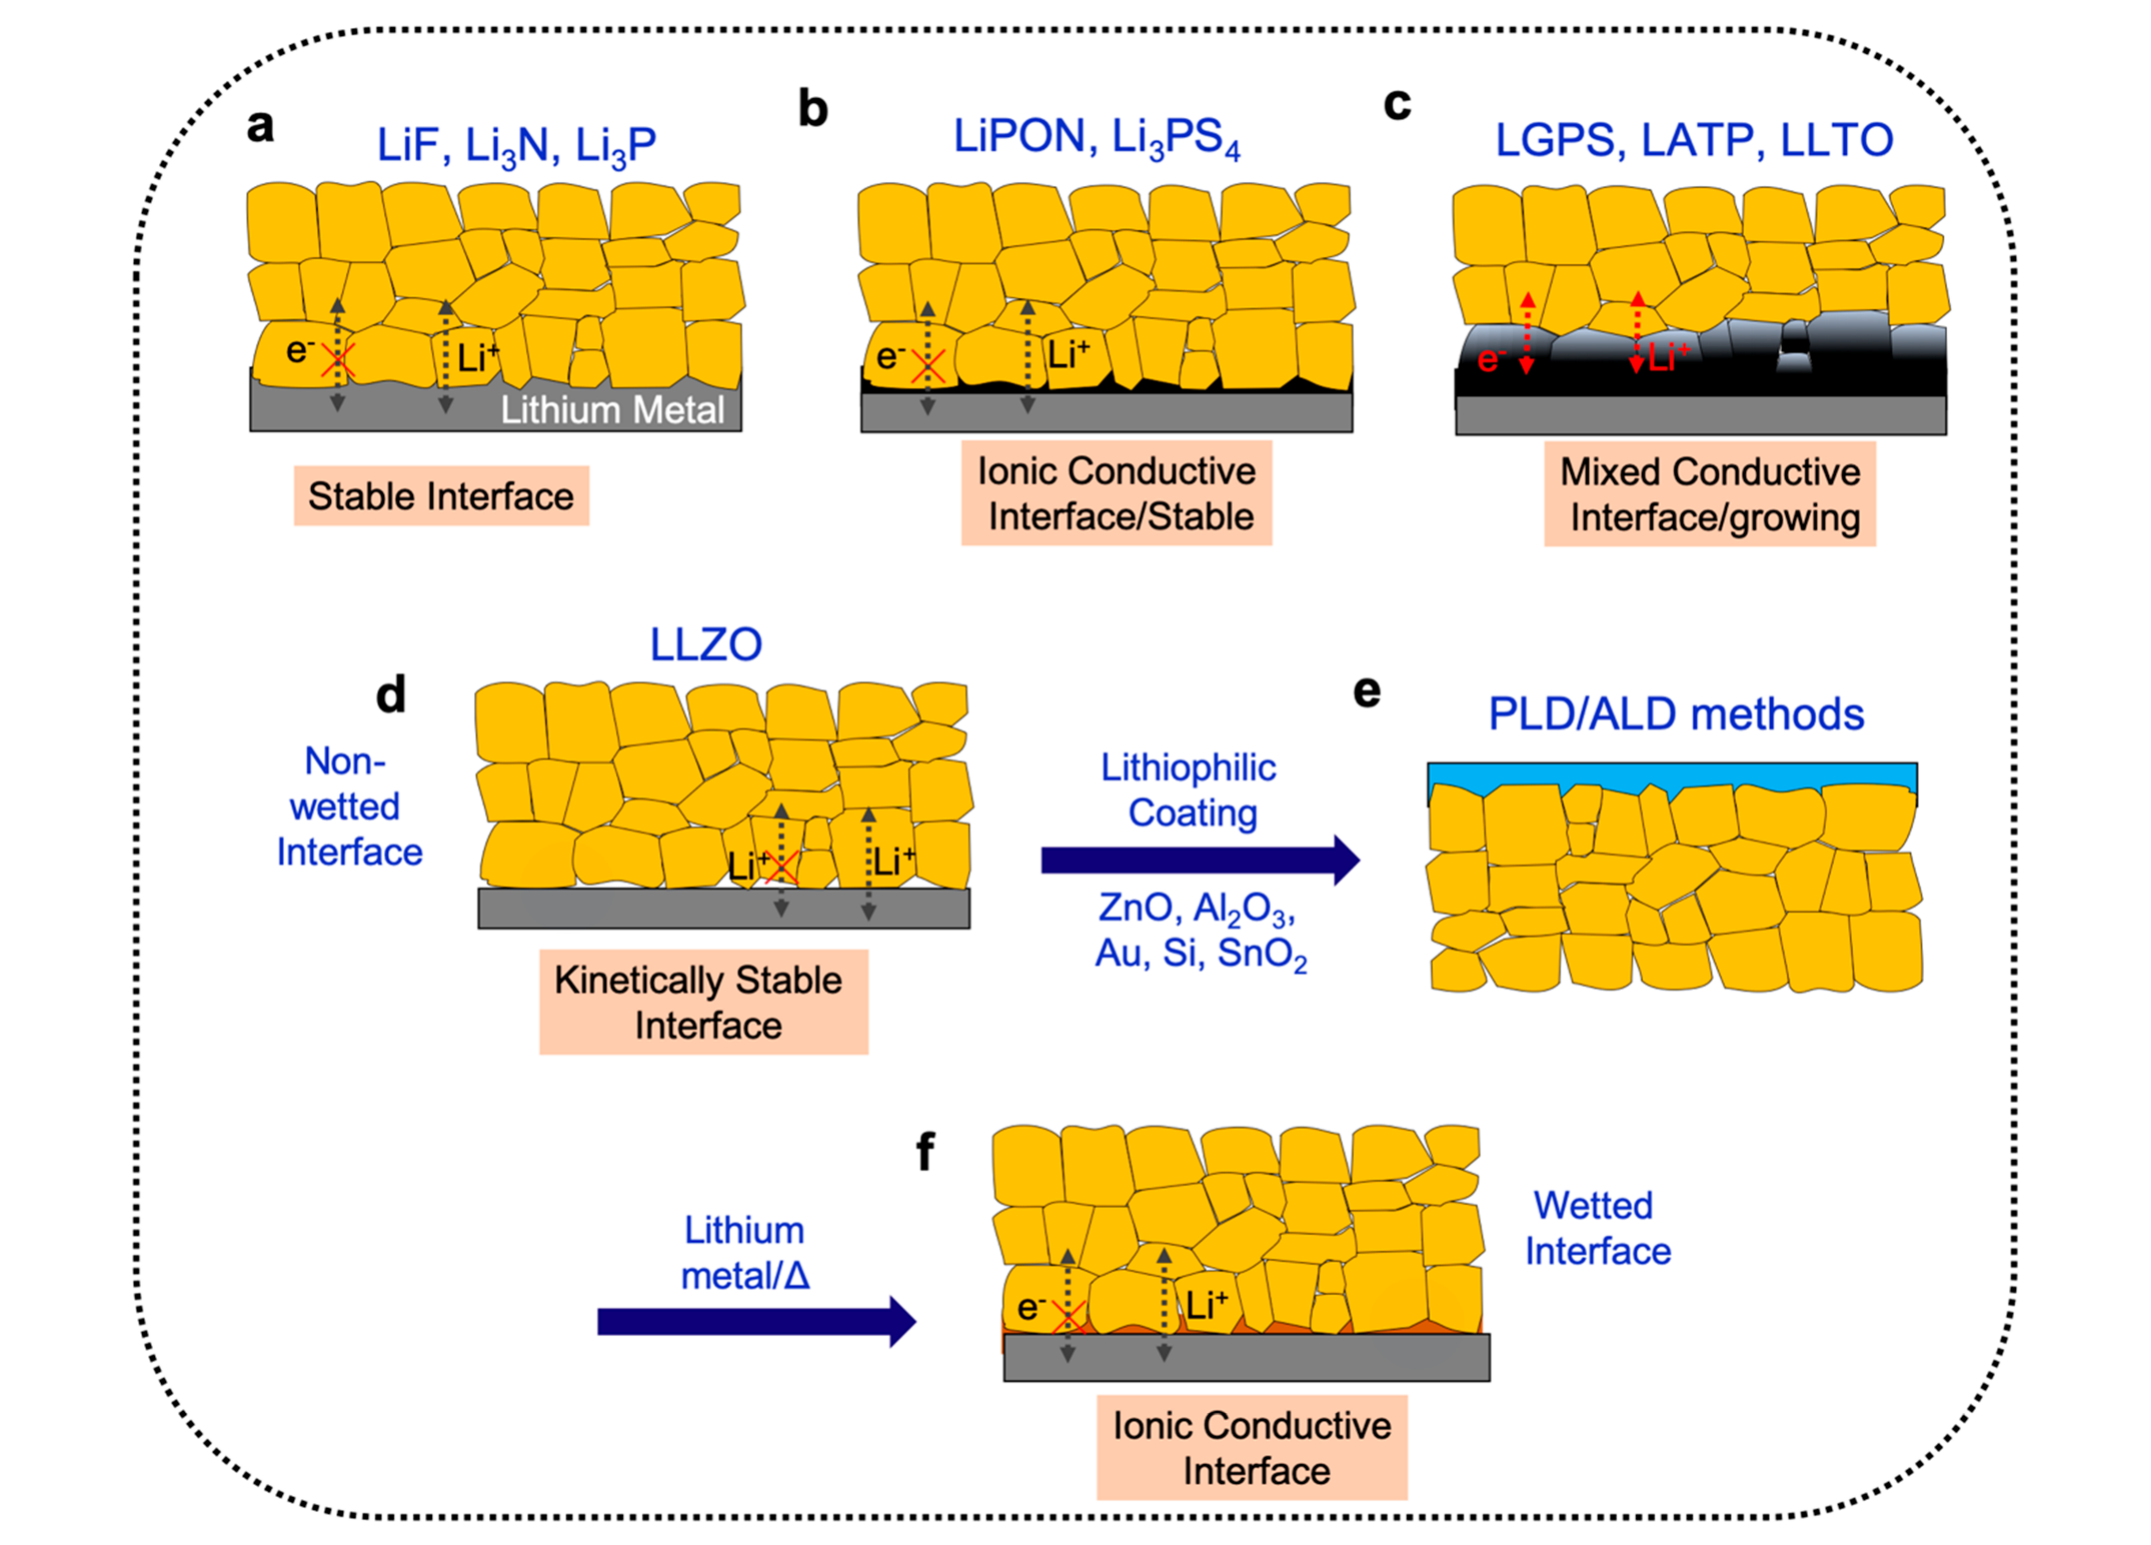 a
LiF, Li₃N, Li₃P
e⁻
Li⁺
Lithium Metal
Stable Interface
b
LiPON, Li₃PS₄
e⁻
Li⁺
Ionic Conductive
Interface/Stable
c
LGPS, LATP, LLTO
e⁻
Li⁺
Mixed Conductive
Interface/growing
d
LLZO
Non-
wetted
Interface
Li⁺
Li⁺
Kinetically Stable
Interface
Lithiophilic
Coating
ZnO, Al₂O₃,
Au, Si, SnO₂
e
PLD/ALD methods
Lithium
metal/Δ
f
e⁻
Li⁺
Wetted
Interface
Ionic Conductive
Interface